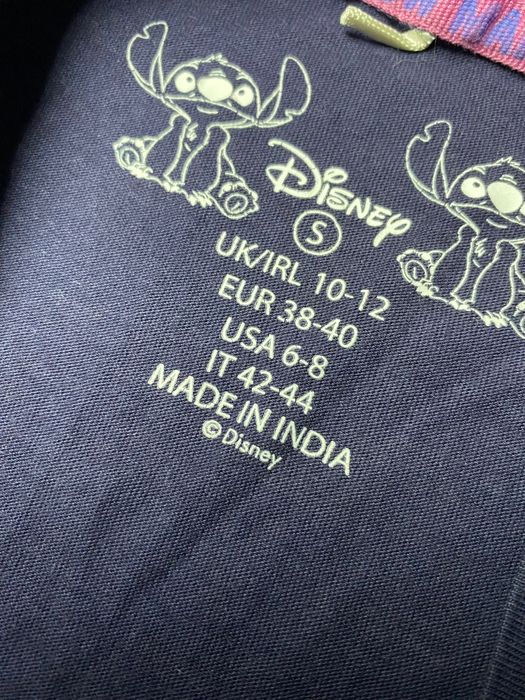 Disney
S
UK/IRL 10-12
EUR 38-40
USA 6-8
IT 42-44
MADE IN INDIA
© Disney